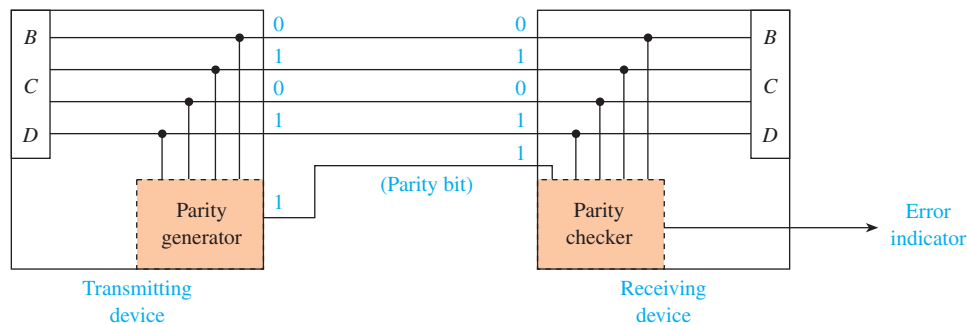 B 0 0 B
1 1
C 0 0 C
D 1 1 D
1
(Parity bit)
1
Parity
generator
Parity
checker
Error
indicator
Transmitting
device
Receiving
device